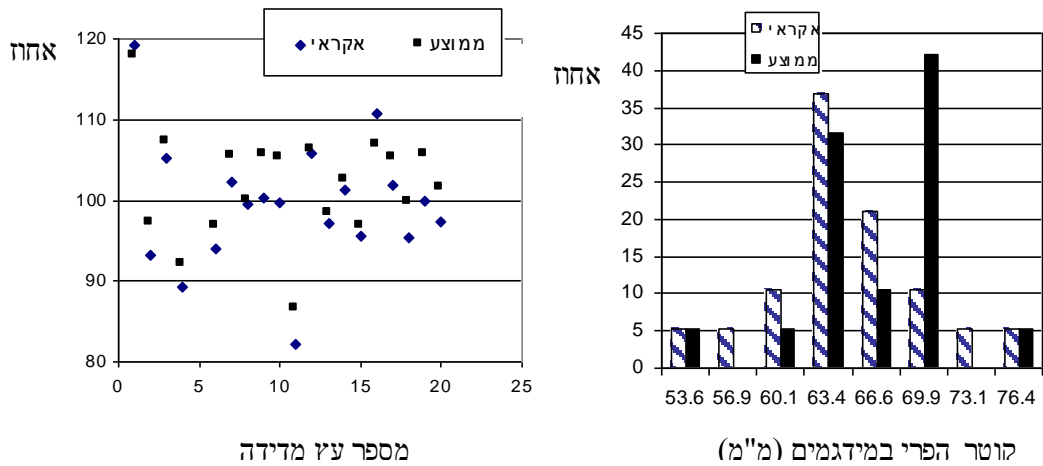 אחוז
אקראי
ממוצע
120
110
100
90
80
0 5 10 15 20 25
מספר עץ מדידה
אחוז
אקראי
ממוצע
45
40
35
30
25
20
15
10
5
0
53.6 56.9 60.1 63.4 66.6 69.9 73.1 76.4
קוטר הפרי במידגמים (מ"מ)